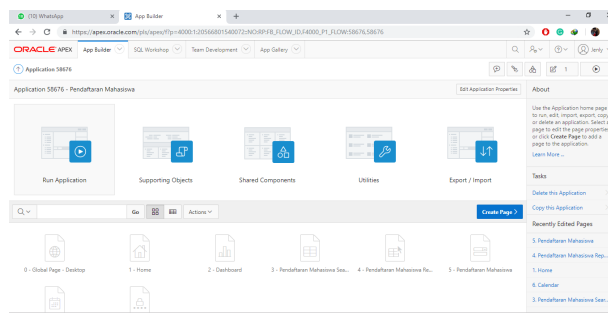 (10) WhatsApp
App Builder
https://apex.oracle.com/pls/apex/f?p=4000:1:20566801540072::NO:RP:FB_FLOW_ID,F4000_P1_FLOW:58676,58676
ORACLE APEX App Builder SQL Workshop Team Development App Gallery Jenly
Application 58676
1
Application 58676 - Pendaftaran Mahasiswa
Edit Application Properties
Run Application
Supporting Objects
Shared Components
Utilities
Export / Import
Go
Actions
Create Page
0 - Global Page - Desktop
1 - Home
2 - Dashboard
3 - Pendaftaran Mahasiswa Sea...
4 - Pendaftaran Mahasiswa Re...
5 - Pendaftaran Mahasiswa
About
Use the Application home page
to run, edit, import, export, copy,
or delete an application. Select a
page to edit the page properties
or click Create Page to add a
page to the application.
Learn More ..
Tasks
Delete this Application
Copy this Application
Recently Edited Pages
5. Pendaftaran Mahasiswa
4. Pendaftaran Mahasiswa Rep...
1. Home
6. Calendar
3. Pendaftaran Mahasiswa Sear...